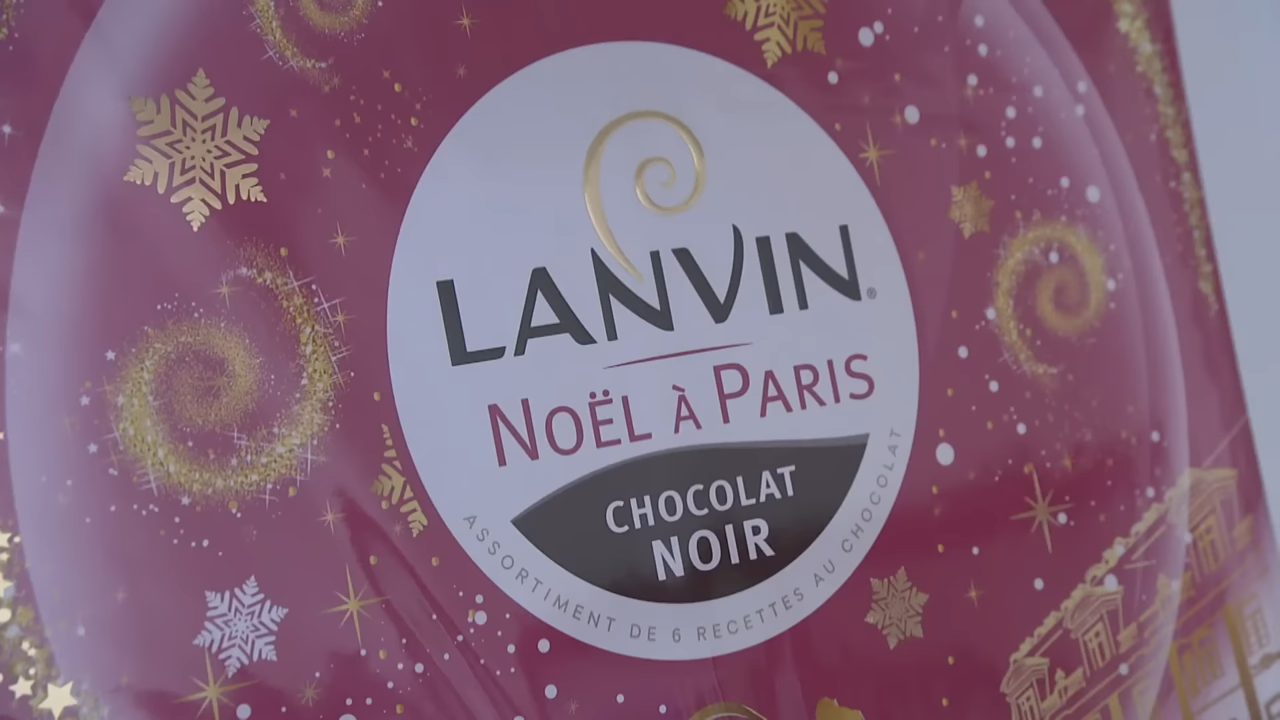 LANVIN®
NOËL À PARIS
CHOCOLAT
NOIR
ASSORTIMENT DE 6 RECETTES AU CHOCOLAT